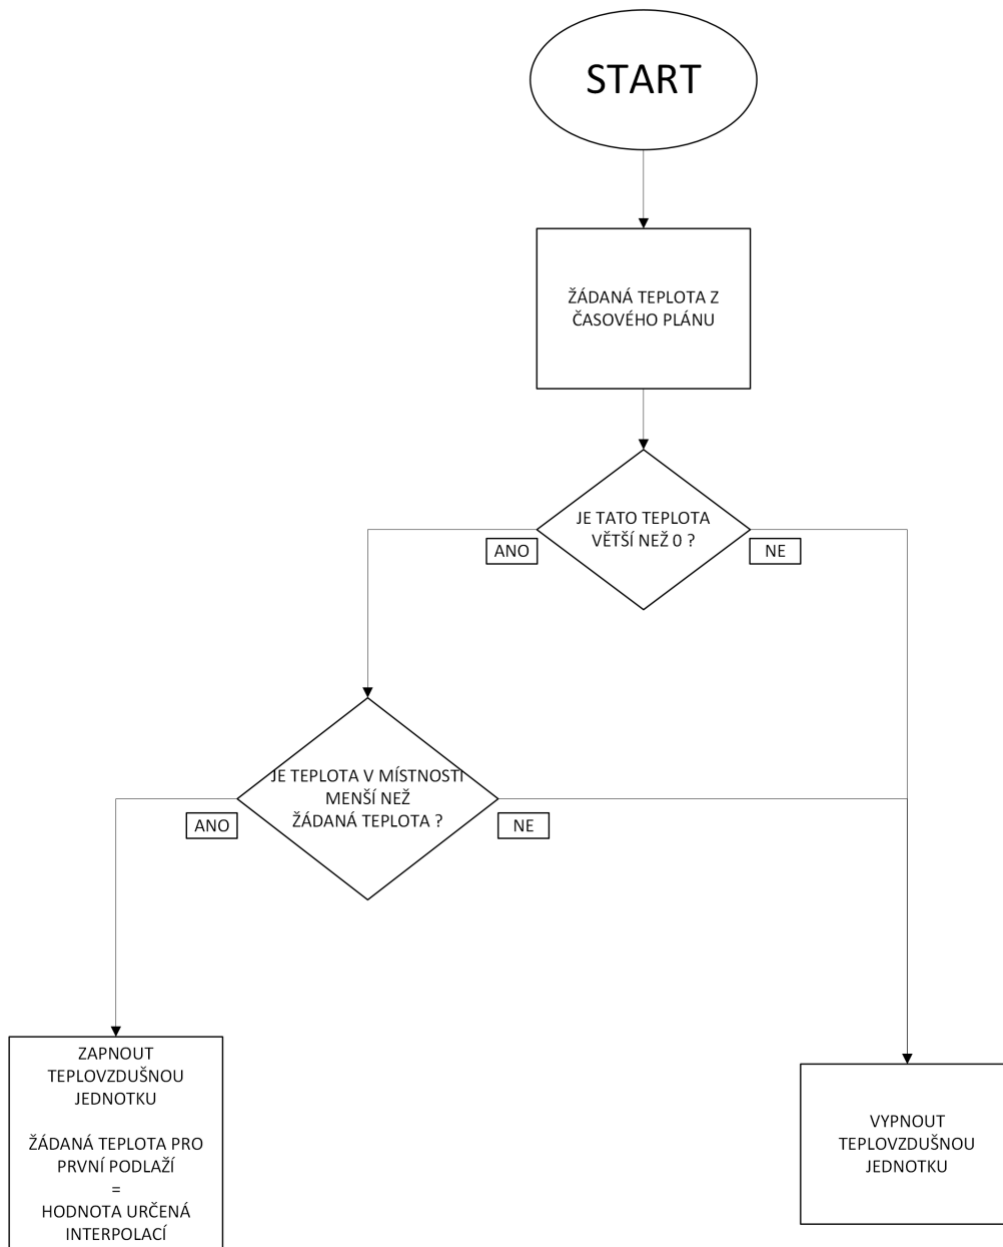 START
ŽÁDANÁ TEPLOTA Z
ČASOVÉHO PLÁNU
JE TATO TEPLOTA
VĚTŠÍ NEŽ 0 ?
ANO
NE
JE TEPLOTA V MÍSTNOSTI
MENŠÍ NEŽ
ŽÁDANÁ TEPLOTA ?
ANO
NE
ZAPNOUT
TEPLOVZDUŠNOU
JEDNOTKU
ŽÁDANÁ TEPLOTA PRO
PRVNÍ PODLAŽÍ
=
HODNOTA URČENÁ
INTERPOLACÍ
VYPNOUT
TEPLOVZDUŠNOU
JEDNOTKU